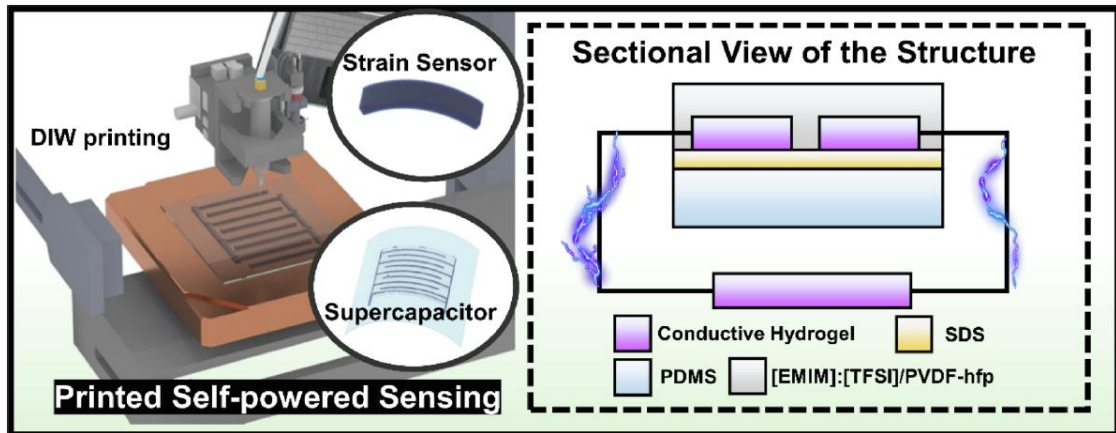 DIW printing
Strain Sensor
Supercapacitor
Printed Self-powered Sensing
Sectional View of the Structure
Conductive Hydrogel
SDS
PDMS
[EMIM]:[TFSI]/PVDF-hfp